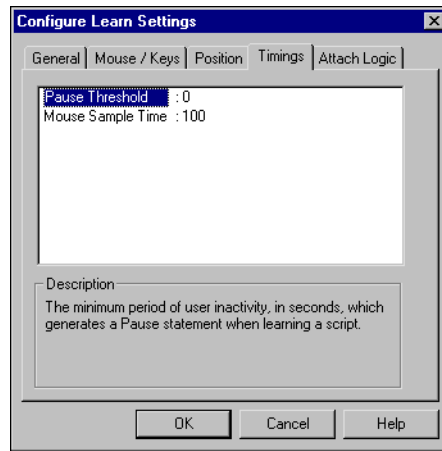 Configure Learn Settings
General Mouse / Keys Position Timings Attach Logic
Pause Threshold : 0
Mouse Sample Time : 100
Description
The minimum period of user inactivity, in seconds, which
generates a Pause statement when learning a script.
OK Cancel Help